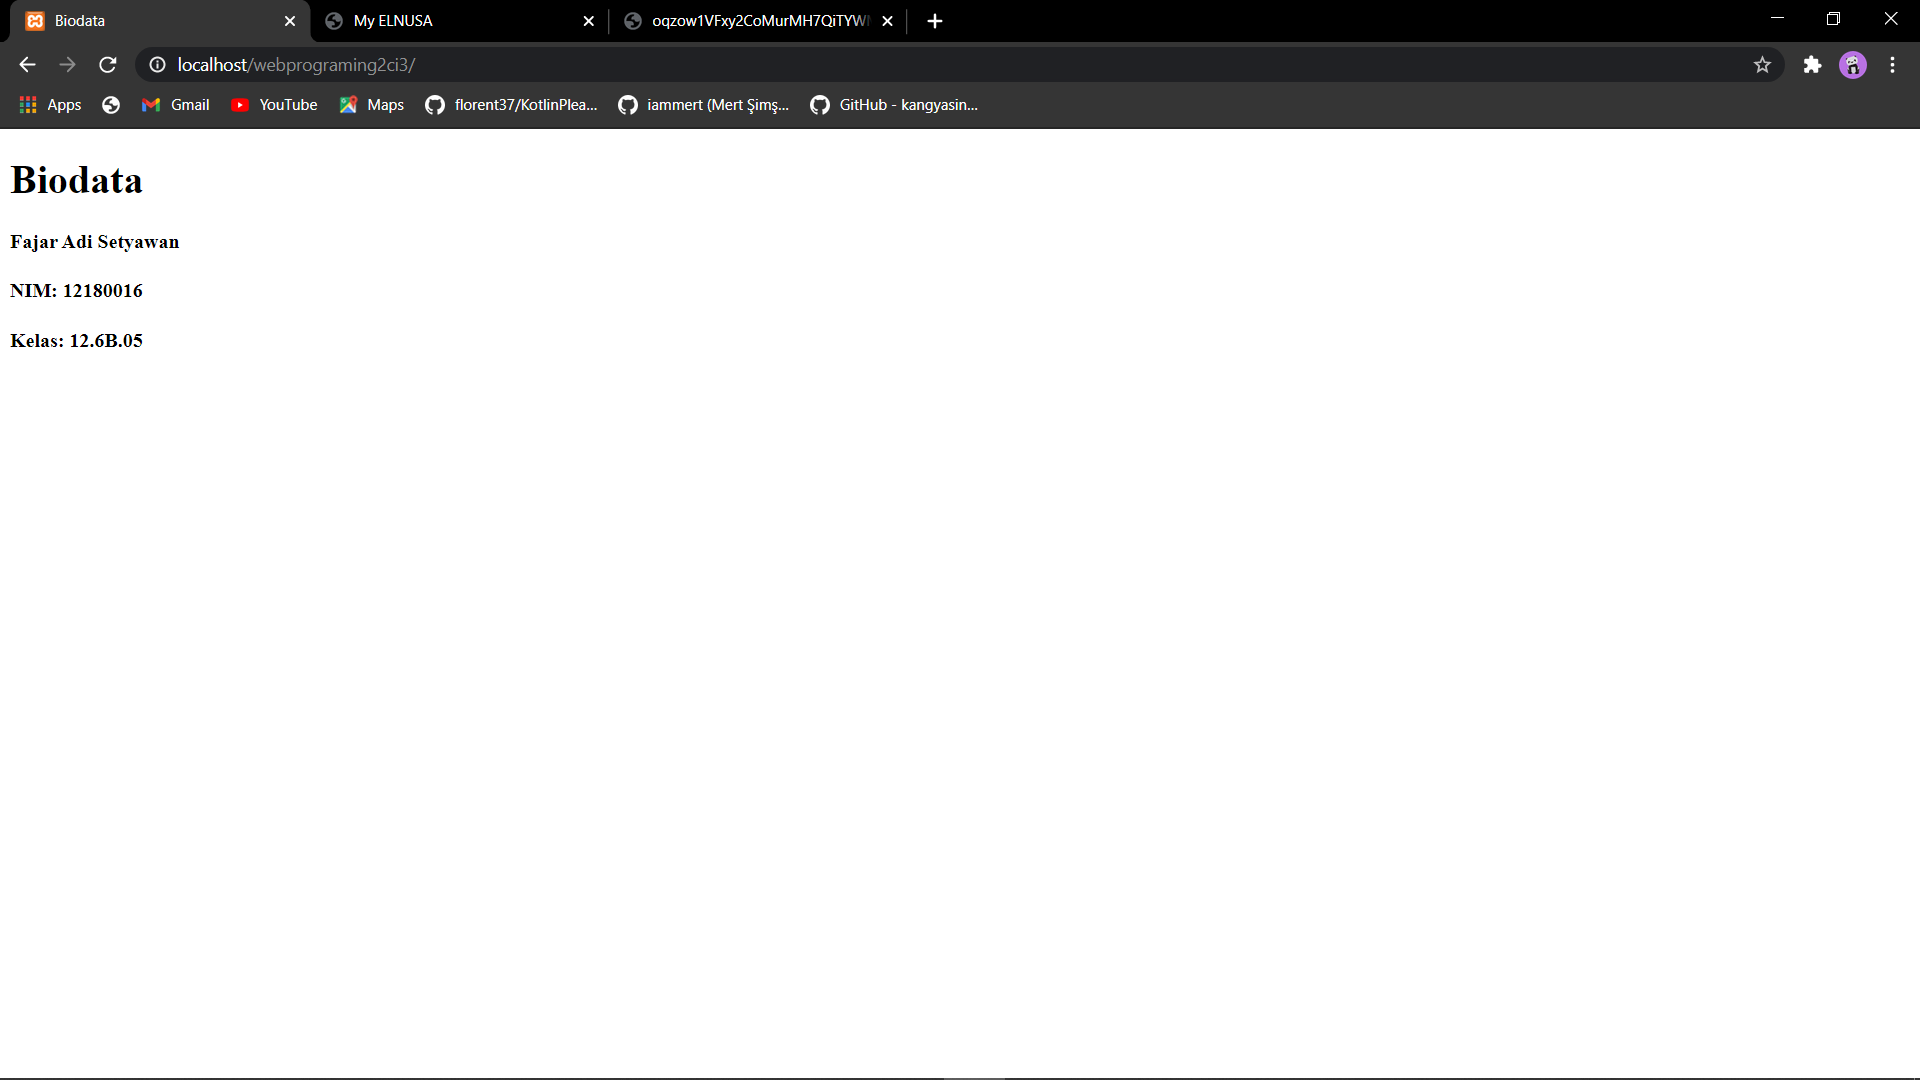 Biodata
My ELNUSA
oqzow1VFxy2CoMurMH7QiTYW
localhost/webprograming2ci3/
Apps
Gmail
YouTube
Maps
florent37/KotlinPlea...
iammert (Mert Şimş...
GitHub - kangyasin...
Biodata
Fajar Adi Setyawan
NIM: 12180016
Kelas: 12.6B.05